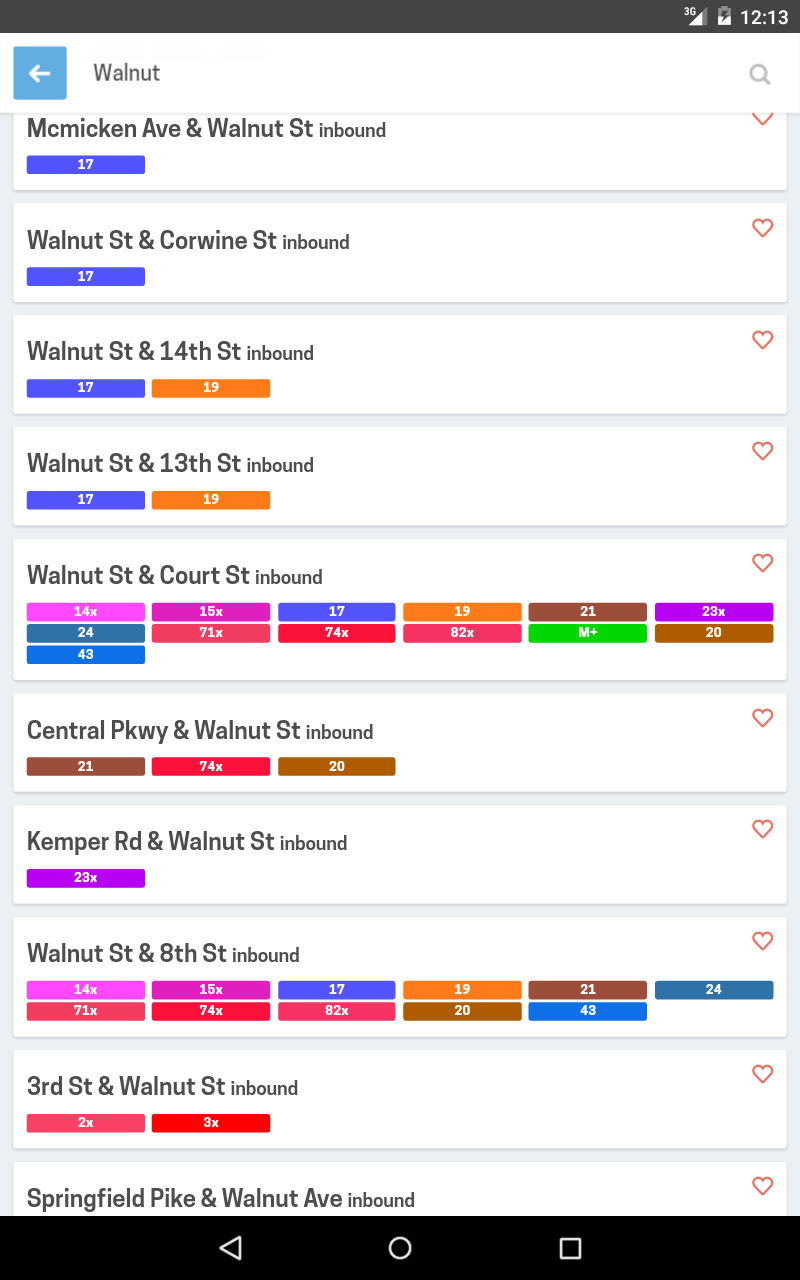 3G 12:13
Walnut
Mcmicken Ave & Walnut St inbound
17
Walnut St & Corwine St inbound
17
Walnut St & 14th St inbound
17 19
Walnut St & 13th St inbound
17 19
Walnut St & Court St inbound
14x 15x 17 19 21 23x
24 71x 74x 82x M+ 20
43
Central Pkwy & Walnut St inbound
21 74x 20
Kemper Rd & Walnut St inbound
23x
Walnut St & 8th St inbound
14x 15x 17 19 21 24
71x 74x 82x 20 43
3rd St & Walnut St inbound
2x 3x
Springfield Pike & Walnut Ave inbound